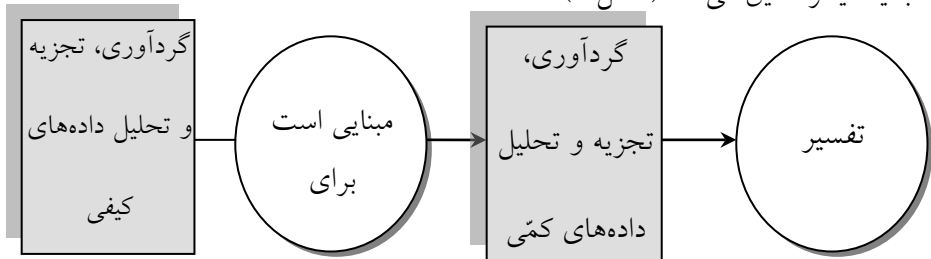 گردآوری، تجزیه
و تحلیل داده‌های
کیفی
مبنایی است
برای
گردآوری،
تجزیه و تحلیل
داده‌های کمّی
تفسیر